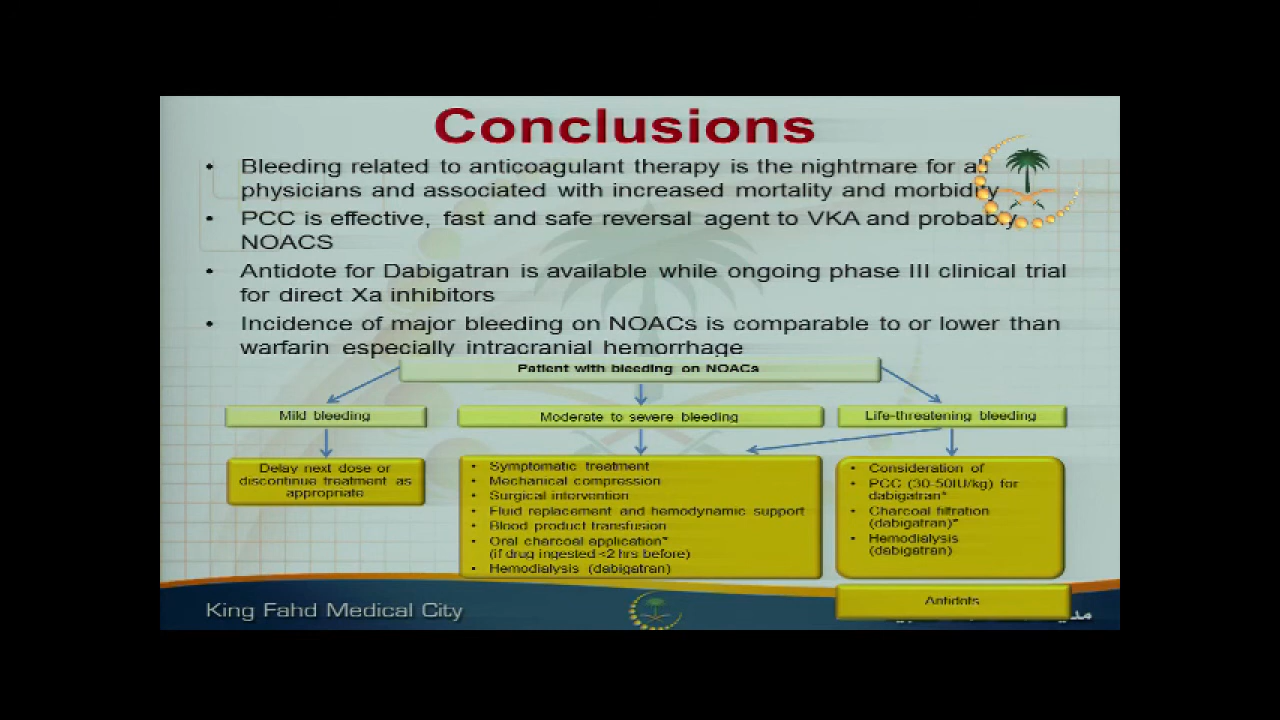 Conclusions
• Bleeding related to anticoagulant therapy is the nightmare for all
physicians and associated with increased mortality and morbidity
• PCC is effective, fast and safe reversal agent to VKA and probably
NOACS
• Antidote for Dabigatran is available while ongoing phase III clinical trial
for direct Xa inhibitors
• Incidence of major bleeding on NOACs is comparable to or lower than
warfarin especially intracranial hemorrhage
Patient with bleeding on NOACs
Mild bleeding
Moderate to severe bleeding
Life-threatening bleeding
Delay next dose or
discontinue treatment as
appropriate
• Symptomatic treatment
• Mechanical compression
• Surgical intervention
• Fluid replacement and hemodynamic support
• Blood product transfusion
• Oral charcoal application*
(if drug ingested <2 hrs before)
• Hemodialysis (dabigatran)
• Consideration of
• PCC (30-50IU/kg) for
dabigatran*
• Charcoal filtration
(dabigatran)*
• Hemodialysis
(dabigatran)
Antidots
King Fahd Medical City